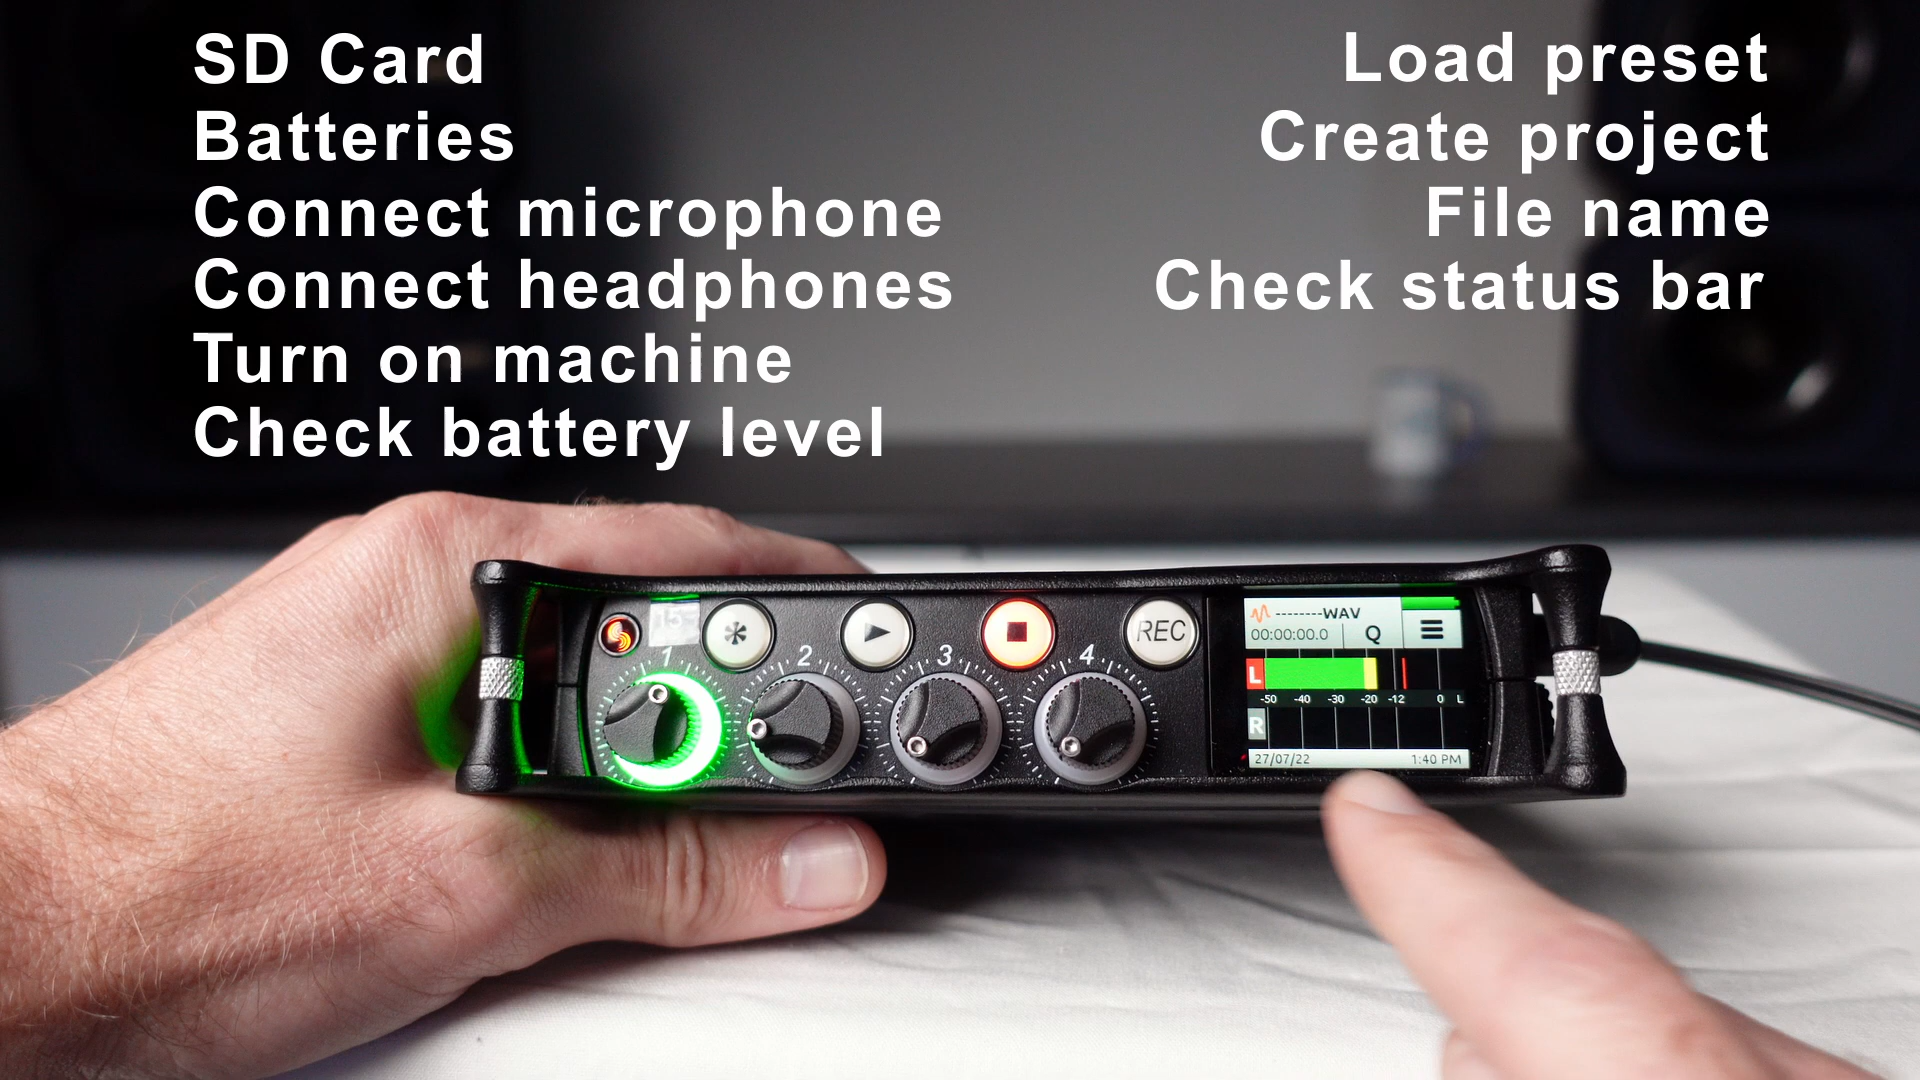 SD Card
Batteries
Connect microphone
Connect headphones
Turn on machine
Check battery level
Load preset
Create project
File name
Check status bar
15
REC
1
2
3
4
--------WAV
00:00:00.0
Q
L
-50 -40 -30 -20 -12 0 L
R
27/07/22
1:40 PM